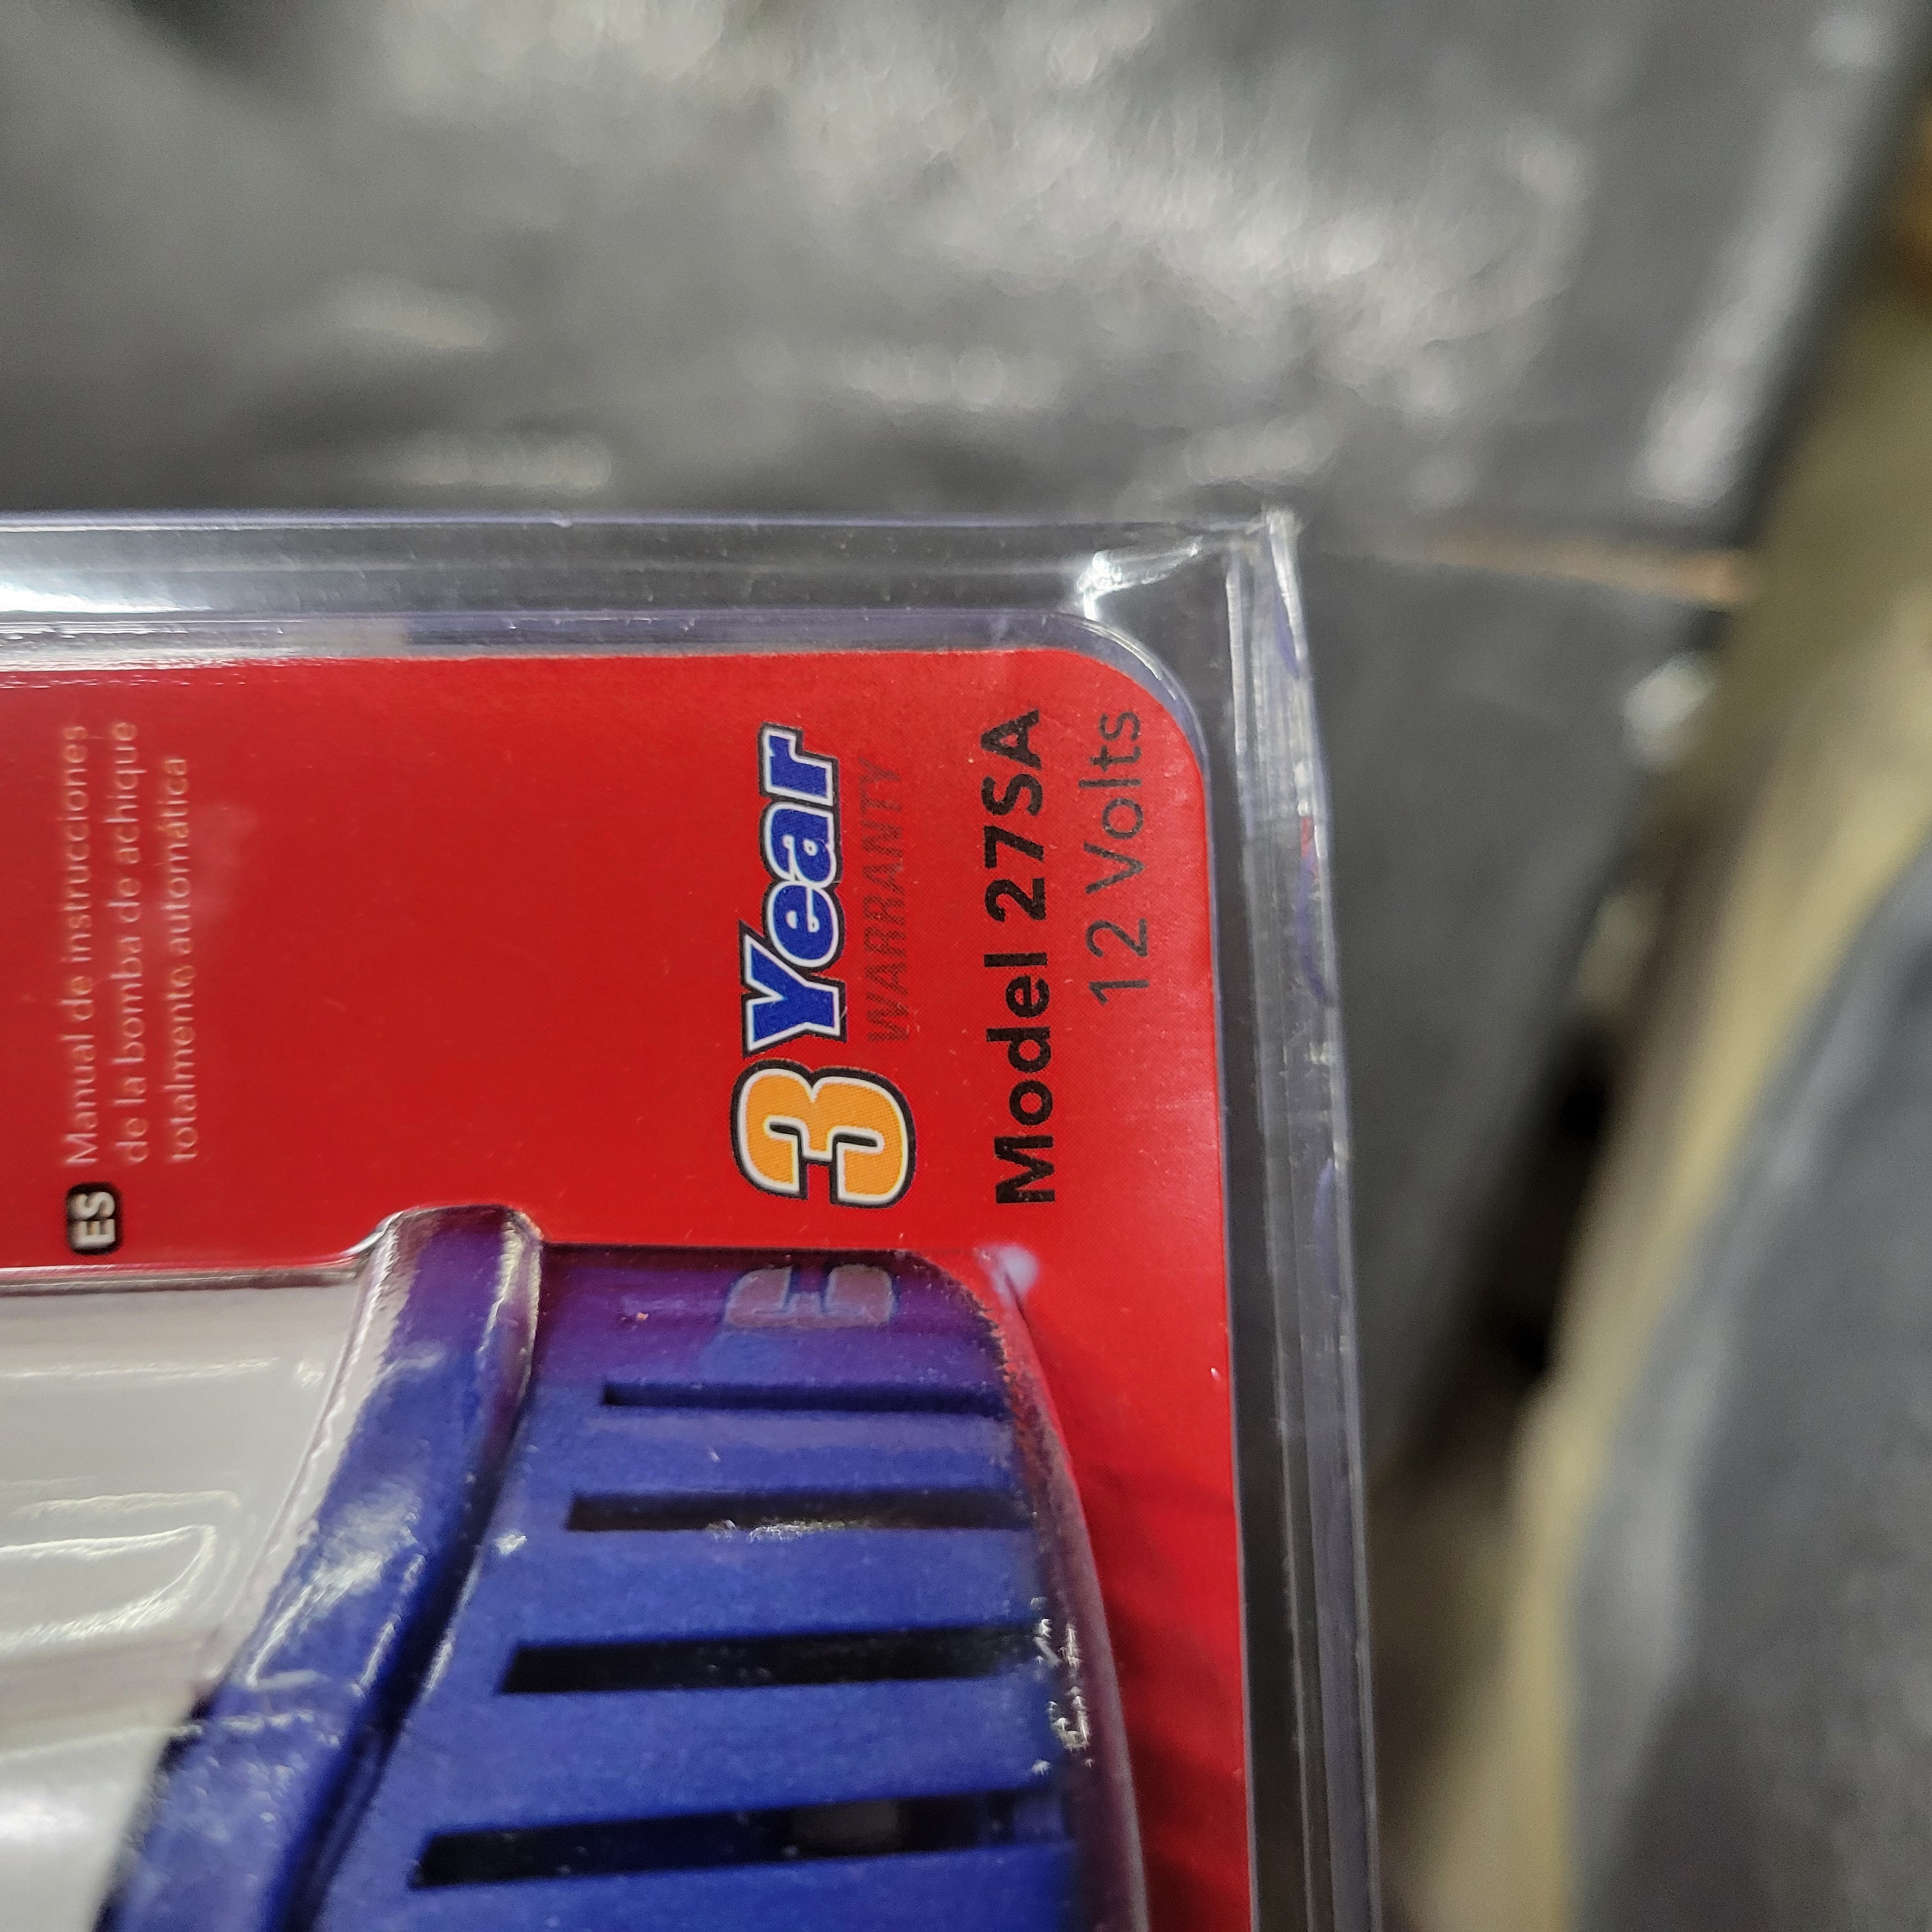 ES Manual de instrucciones
de la bomba de achique
totalmente automática
3 Year
WARRANTY
Model 27SA
12 Volts